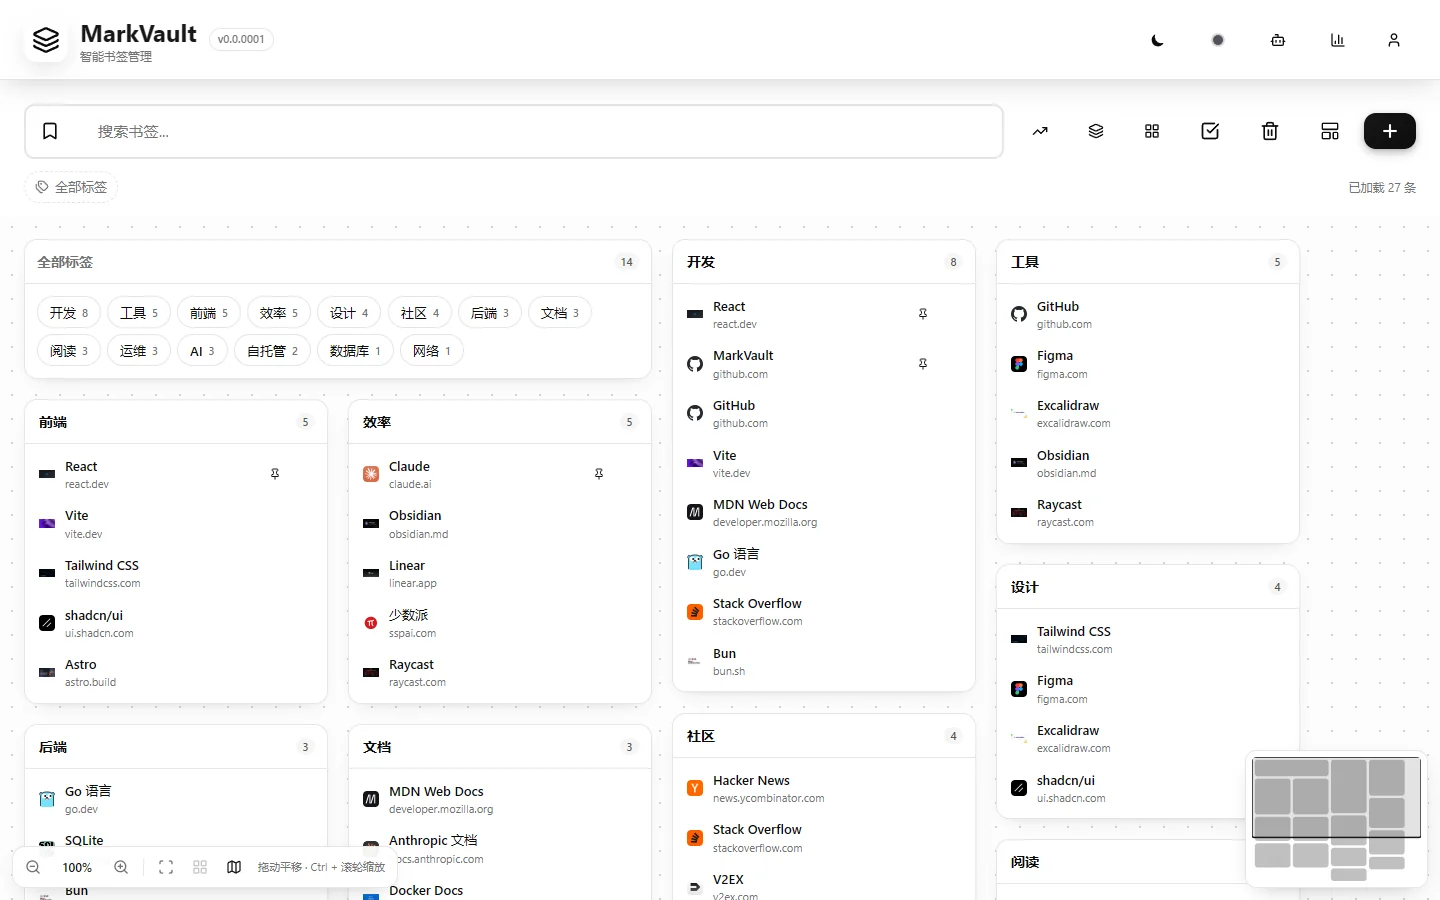 MarkVault
v0.0.0001
智能书签管理
搜索书签...
全部标签
已加载 27 条
全部标签
14
开发 8
工具 5
前端 5
效率 5
设计 4
社区 4
后端 3
文档 3
阅读 3
运维 3
AI 3
自托管 2
数据库 1
网络 1
前端
5
React
react.dev
Vite
vite.dev
Tailwind CSS
tailwindcss.com
shadcn/ui
ui.shadcn.com
Astro
astro.build
效率
5
Claude
claude.ai
Obsidian
obsidian.md
Linear
linear.app
少数派
sspai.com
Raycast
raycast.com
开发
8
React
react.dev
MarkVault
github.com
GitHub
github.com
Vite
vite.dev
MDN Web Docs
developer.mozilla.org
Go 语言
go.dev
Stack Overflow
stackoverflow.com
Bun
bun.sh
工具
5
GitHub
github.com
Figma
figma.com
Excalidraw
excalidraw.com
Obsidian
obsidian.md
Raycast
raycast.com
设计
4
Tailwind CSS
tailwindcss.com
Figma
figma.com
Excalidraw
excalidraw.com
shadcn/ui
ui.shadcn.com
后端
3
Go 语言
go.dev
SQLite
Bun
文档
3
MDN Web Docs
developer.mozilla.org
Anthropic 文档
ocs.anthropic.com
Docker Docs
社区
4
Hacker News
news.ycombinator.com
Stack Overflow
stackoverflow.com
V2EX
v2ex.com
阅读
100%
拖动平移 · Ctrl + 滚轮缩放